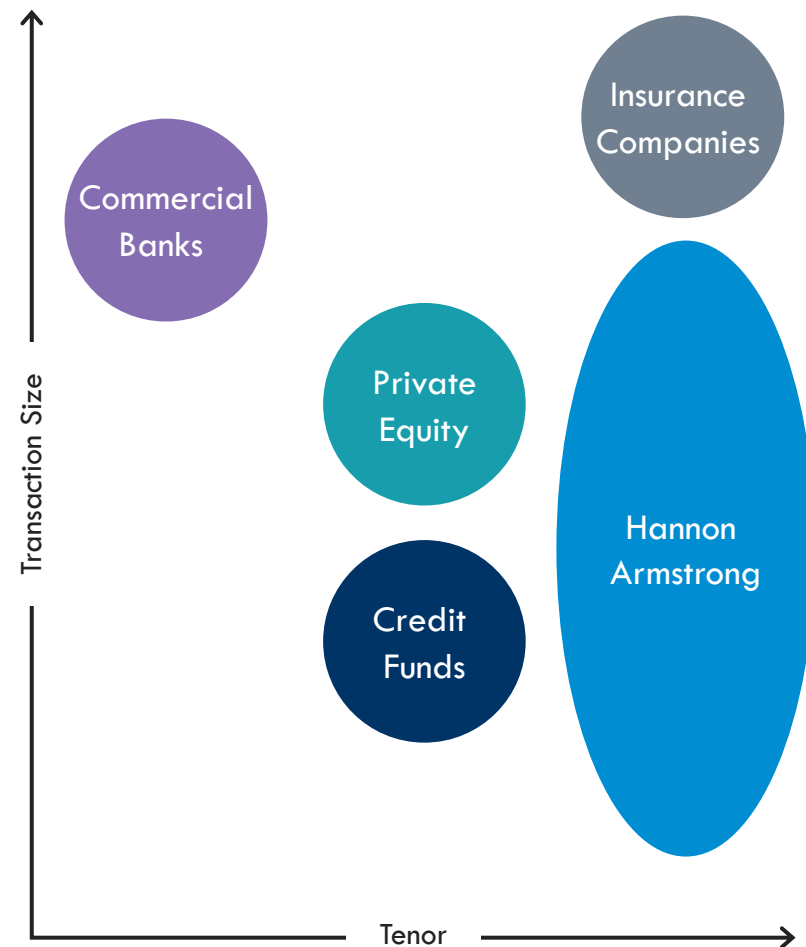 Insurance
Companies
Commercial
Banks
Private
Equity
Transaction Size
Hannon
Armstrong
Credit
Funds
Tenor